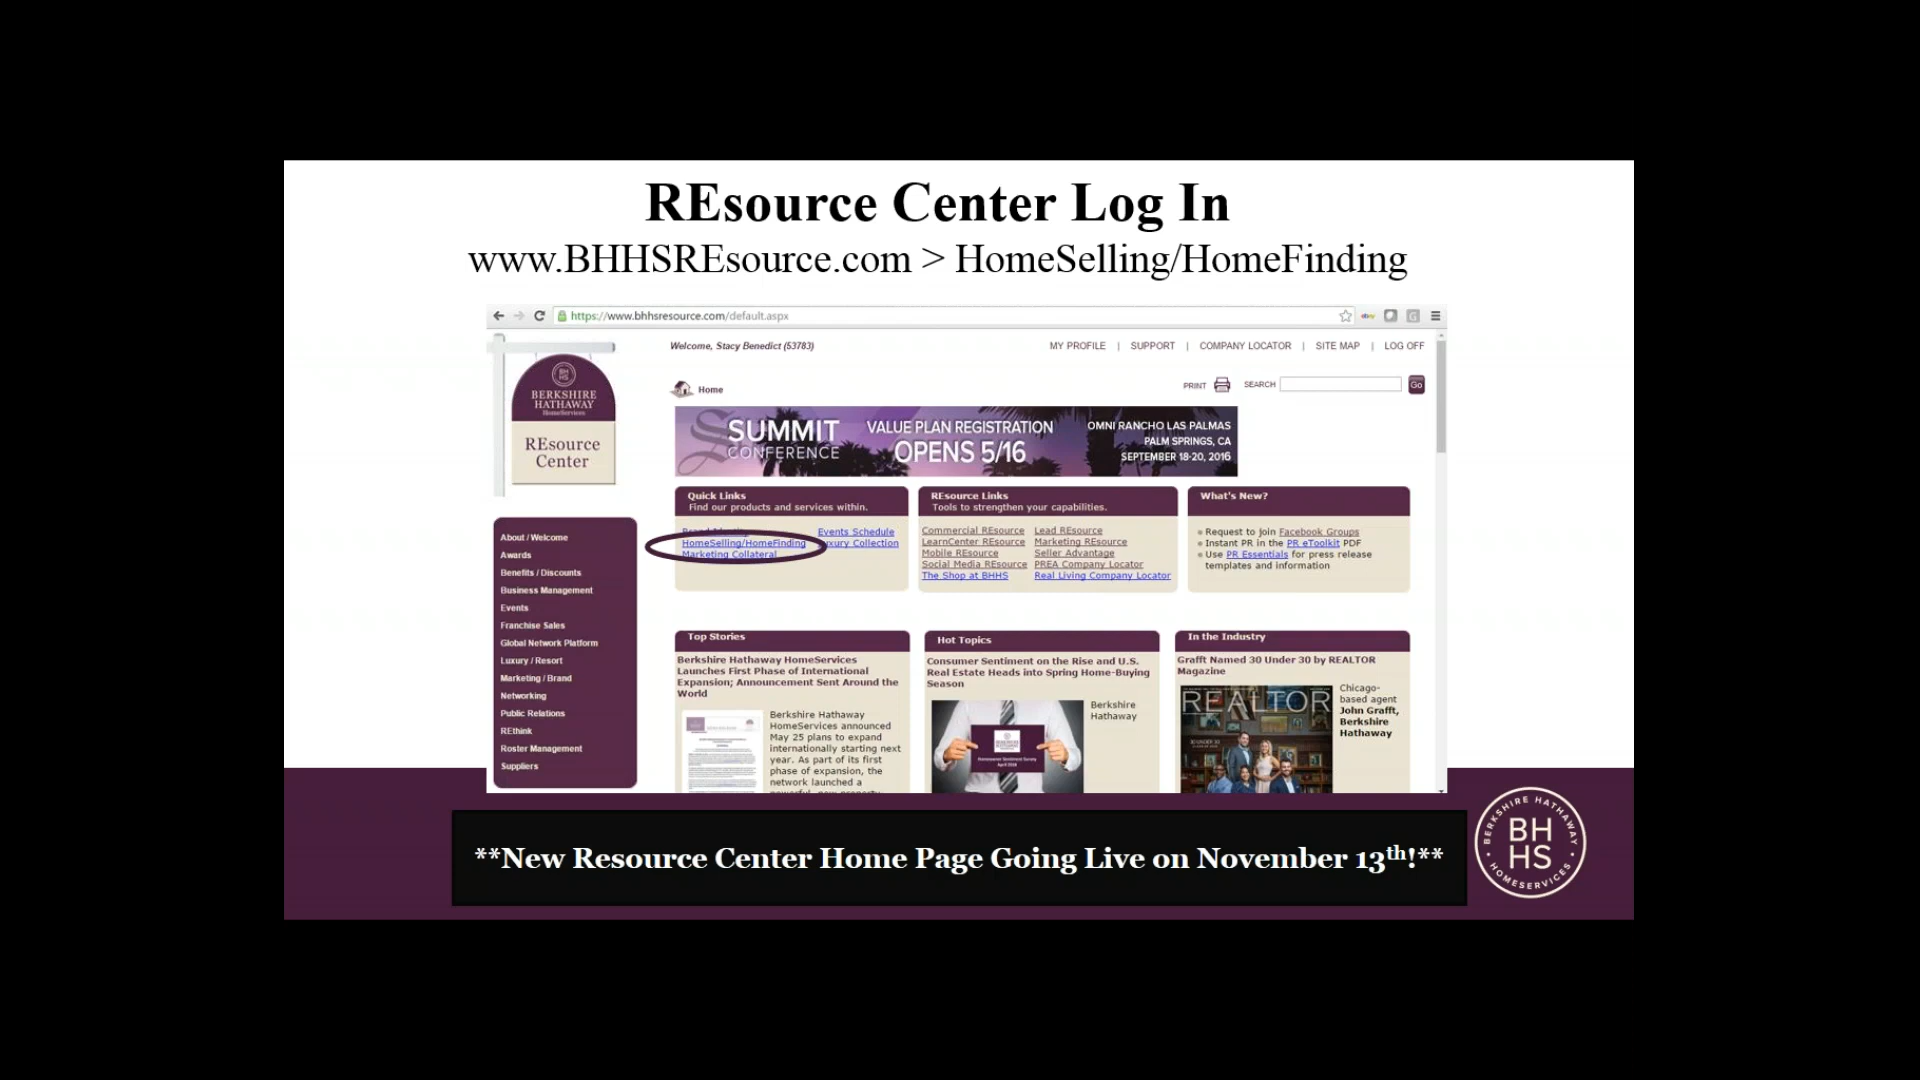 REsource Center Log In
www.BHHSREsource.com > HomeSelling/HomeFinding
https://www.bhhsresource.com/default.aspx
Welcome, Stacy Benedict (53783)
MY PROFILE | SUPPORT | COMPANY LOCATOR | SITE MAP | LOG OFF
BH
HS
BERKSHIRE
HATHAWAY
HomeServices
REsource
Center
Home
PRINT
SEARCH
Go
SUMMIT
CONFERENCE
VALUE PLAN REGISTRATION
OPENS 5/16
OMNI RANCHO LAS PALMAS
PALM SPRINGS, CA
SEPTEMBER 18-20, 2016
About / Welcome
Awards
Benefits / Discounts
Business Management
Events
Franchise Sales
Global Network Platform
Luxury / Resort
Marketing / Brand
Networking
Public Relations
REthink
Roster Management
Suppliers
Quick Links
Find our products and services within.
Events Schedule
HomeSelling/HomeFinding
Collection
Marketing Collateral
REsource Links
Tools to strengthen your capabilities.
Commercial REsource Lead REsource
LearnCenter REsource Marketing REsource
Mobile REsource Seller Advantage
Social Media REsource PREA Company Locator
The Shop at BHHS Real Living Company Locator
What's New?
Request to join Facebook Groups
Instant PR in the PR eToolkit PDF
Use PR Essentials for press release
templates and information
Top Stories
Berkshire Hathaway HomeServices
Launches First Phase of International
Expansion; Announcement Sent Around the
World
Berkshire Hathaway
HomeServices announced
May 25 plans to expand
internationally starting next
year. As part of its first
phase of expansion, the
network launched a
Hot Topics
Consumer Sentiment on the Rise and U.S.
Real Estate Heads into Spring Home-Buying
Season
Berkshire
Hathaway
Homeowner Sentiment Survey
In the Industry
Grafft Named 30 Under 30 by REALTOR
Magazine
REALTOR
Chicago-
based agent
John Grafft,
Berkshire
Hathaway
**New Resource Center Home Page Going Live on November 13th!**
BERKSHIRE HATHAWAY
BH
HS
HOMESERVICES